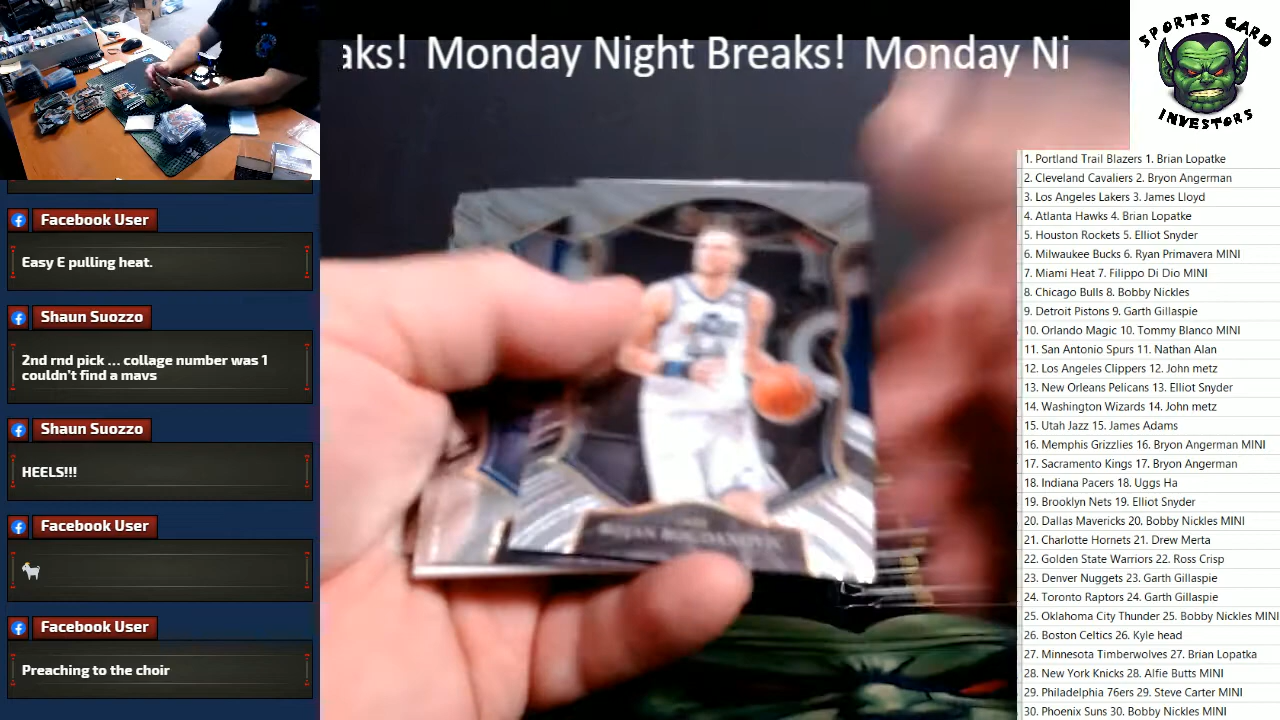 aks! Monday Night Breaks! Monday Ni
SPORTS CARD
INVESTORS
Facebook User
Easy E pulling heat.
Shaun Suozzo
2nd rnd pick ... collage number was 1
couldn't find a mavs
Shaun Suozzo
HEELS!!!
Facebook User
Facebook User
Preaching to the choir
BOJAN BOGDANOVIC
1. Portland Trail Blazers 1. Brian Lopatke
2. Cleveland Cavaliers 2. Bryon Angerman
3. Los Angeles Lakers 3. James Lloyd
4. Atlanta Hawks 4. Brian Lopatke
5. Houston Rockets 5. Elliot Snyder
6. Milwaukee Bucks 6. Ryan Primavera MINI
7. Miami Heat 7. Filippo Di Dio MINI
8. Chicago Bulls 8. Bobby Nickles
9. Detroit Pistons 9. Garth Gillaspie
10. Orlando Magic 10. Tommy Blanco MINI
11. San Antonio Spurs 11. Nathan Alan
12. Los Angeles Clippers 12. John metz
13. New Orleans Pelicans 13. Elliot Snyder
14. Washington Wizards 14. John metz
15. Utah Jazz 15. James Adams
16. Memphis Grizzlies 16. Bryon Angerman MINI
17. Sacramento Kings 17. Bryon Angerman
18. Indiana Pacers 18. Uggs Ha
19. Brooklyn Nets 19. Elliot Snyder
20. Dallas Mavericks 20. Bobby Nickles MINI
21. Charlotte Hornets 21. Drew Merta
22. Golden State Warriors 22. Ross Crisp
23. Denver Nuggets 23. Garth Gillaspie
24. Toronto Raptors 24. Garth Gillaspie
25. Oklahoma City Thunder 25. Bobby Nickles MINI
26. Boston Celtics 26. Kyle head
27. Minnesota Timberwolves 27. Brian Lopatka
28. New York Knicks 28. Alfie Butts MINI
29. Philadelphia 76ers 29. Steve Carter MINI
30. Phoenix Suns 30. Bobby Nickles MINI